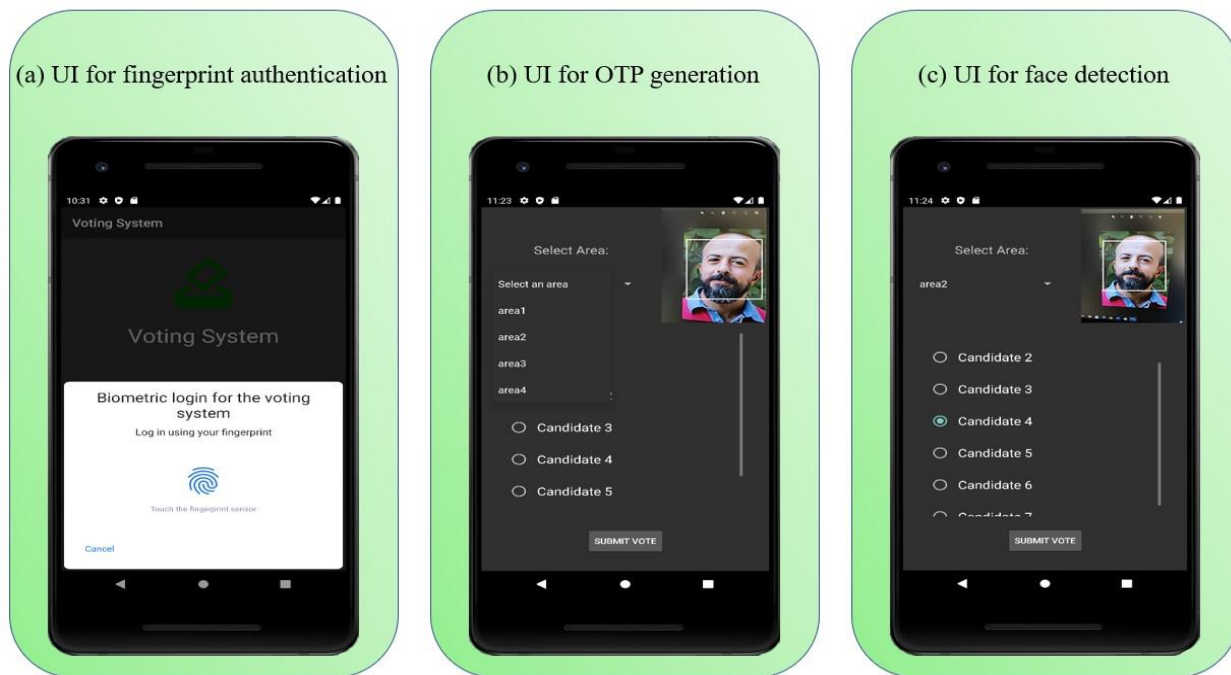 (a) UI for fingerprint authentication
10:31
Voting System
Voting System
Biometric login for the voting
system
Log in using your fingerprint
Touch the fingerprint sensor
Cancel
(b) UI for OTP generation
11:23
Select Area:
Select an area
area1
area2
area3
area4
Candidate 3
Candidate 4
Candidate 5
SUBMIT VOTE
(c) UI for face detection
11:24
Select Area:
area2
Candidate 2
Candidate 3
Candidate 4
Candidate 5
Candidate 6
Candidate 7
SUBMIT VOTE